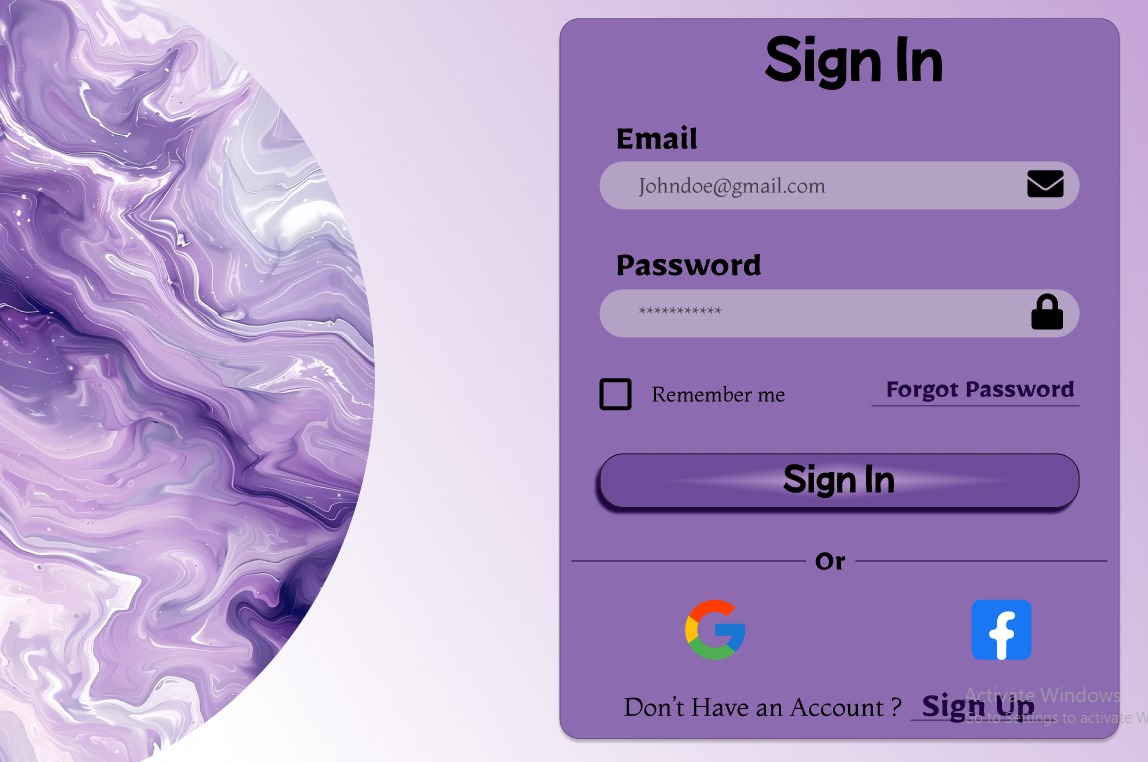 Sign In
Email
Johndoe@gmail.com
Password
***********
Remember me
Forgot Password
Sign In
Or
Don't Have an Account ? Sign Up
Activate Windows
Go to Settings to activate W